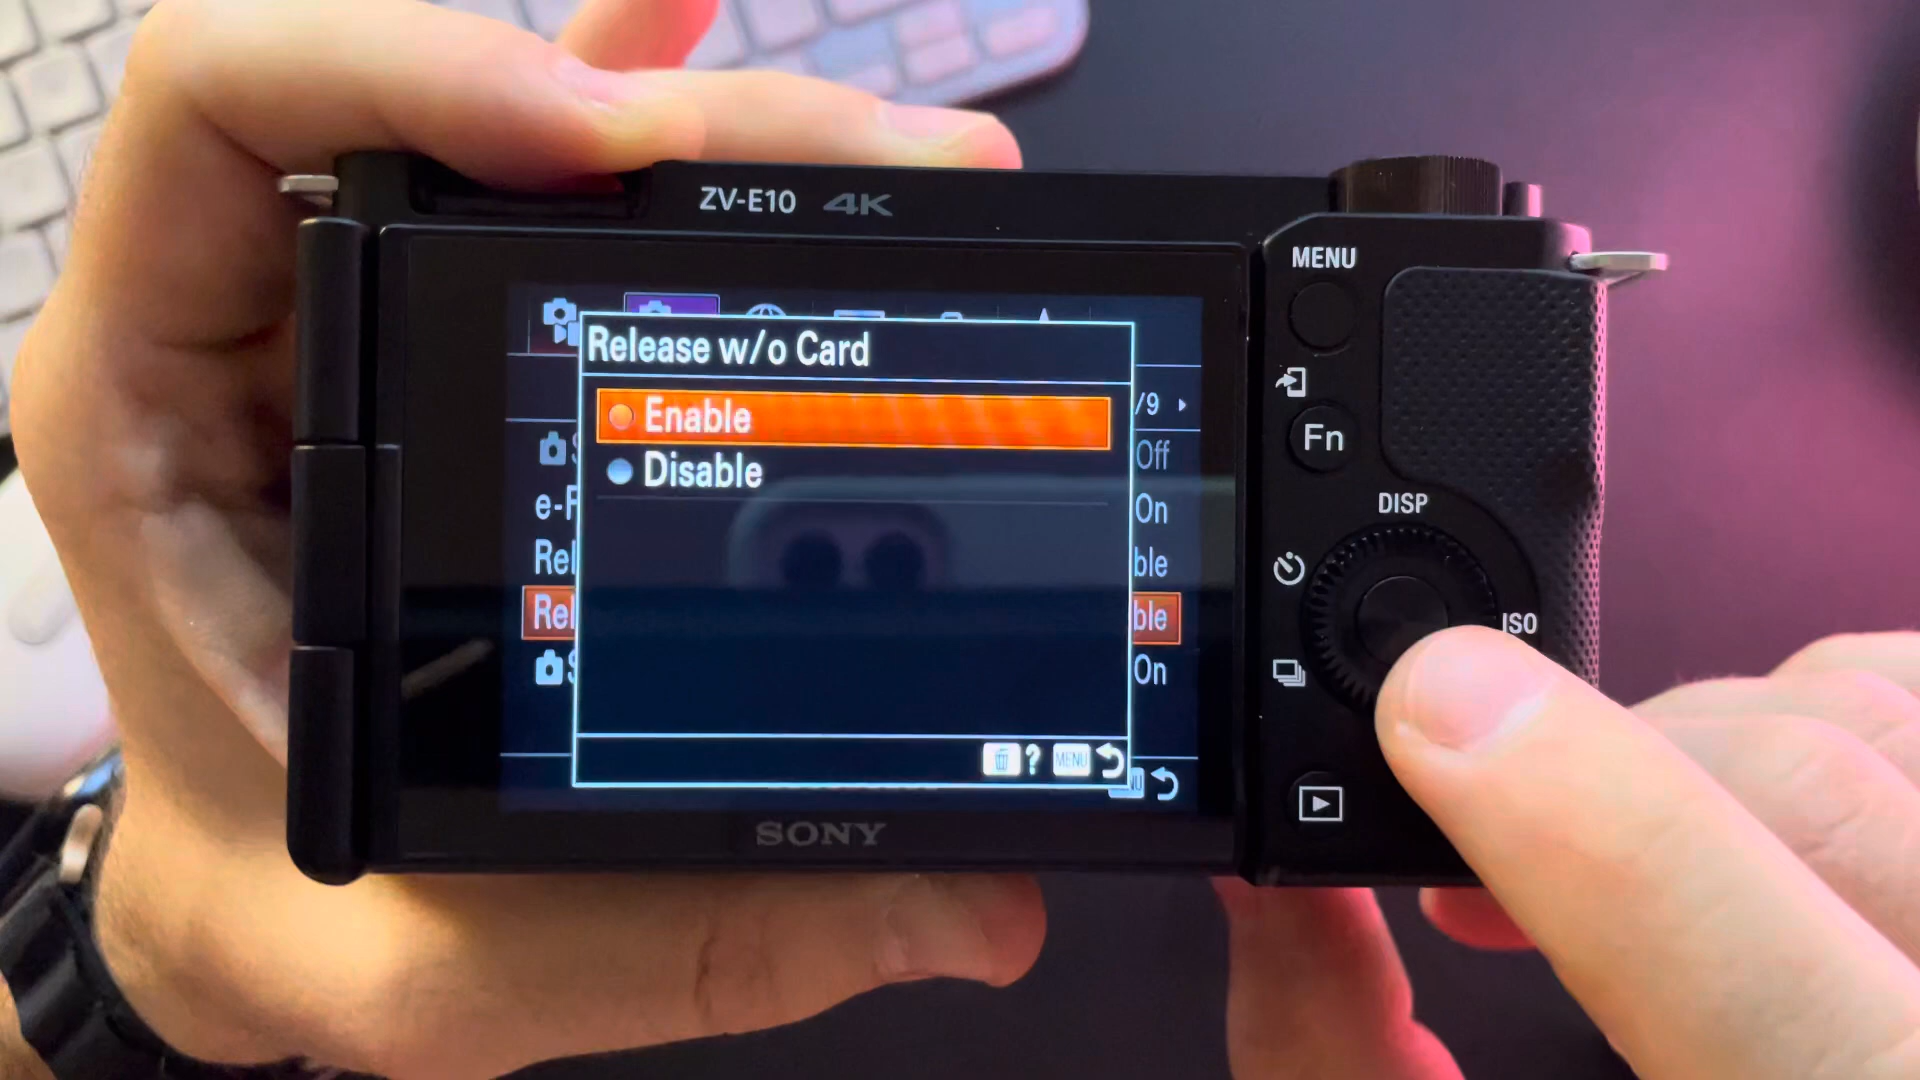 ZV-E10 4K
MENU
Release w/o Card
Enable
Disable
/9
Off
On
ble
ble
On
e-F
Rel
Rel
? MENU
Fn
DISP
ISO
SONY